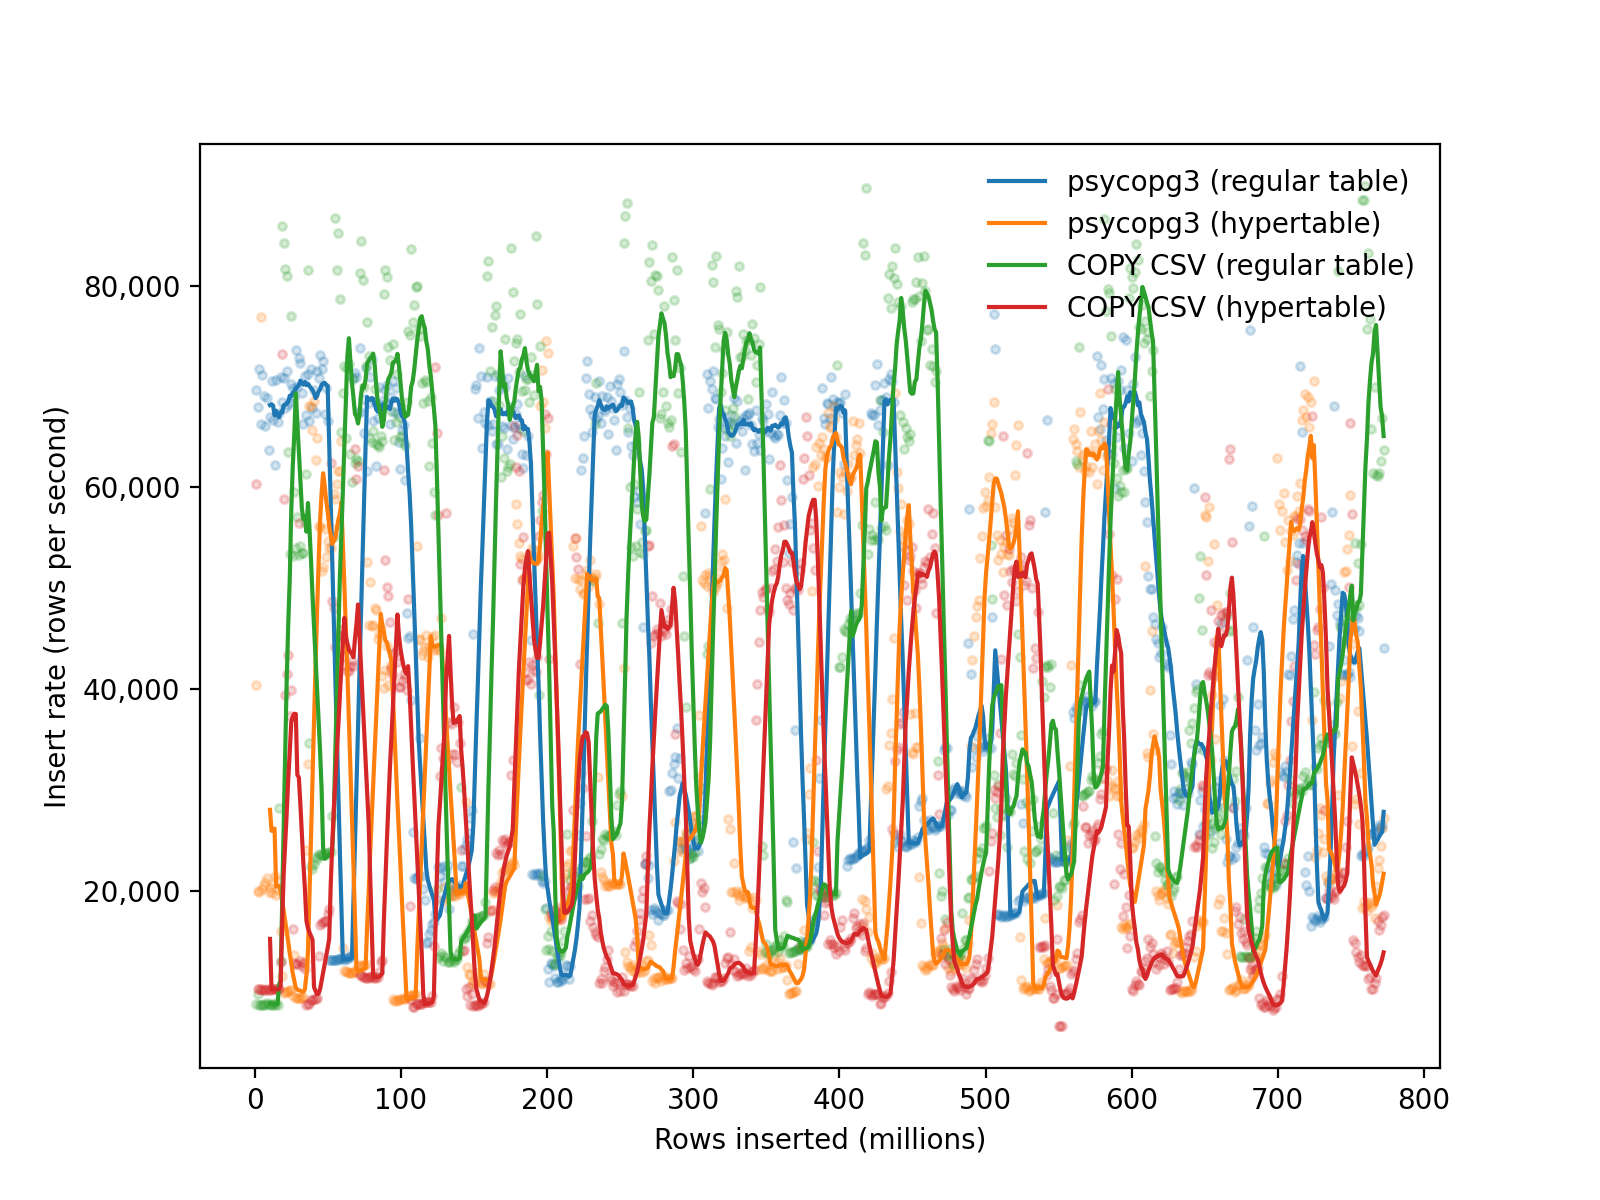 psycopg3 (regular table)
psycopg3 (hypertable)
COPY CSV (regular table)
COPY CSV (hypertable)
80,000
60,000
40,000
20,000
Insert rate (rows per second)
0 100 200 300 400 500 600 700 800
Rows inserted (millions)